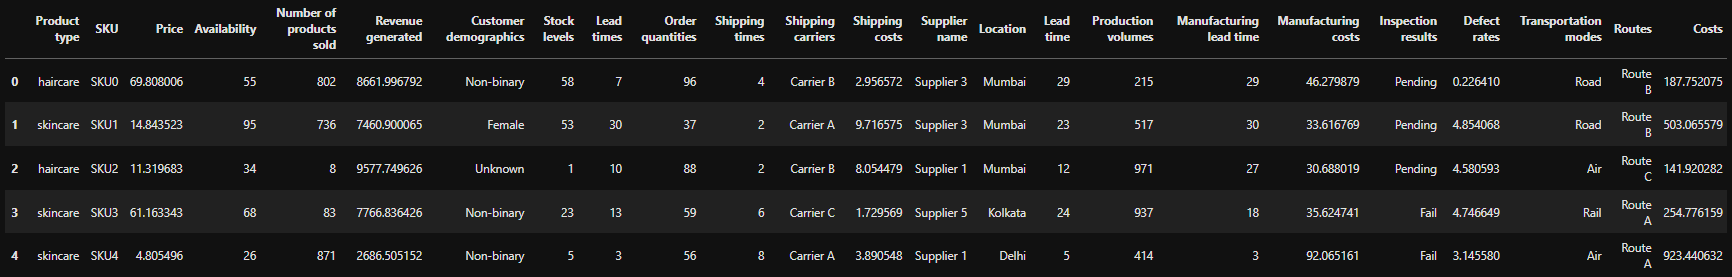 Product type SKU Price Availability Number of products sold Revenue generated Customer demographics Stock levels Lead times Order quantities Shipping times Shipping carriers Shipping costs Supplier name Location Lead time Production volumes Manufacturing lead time Manufacturing costs Inspection results Defect rates Transportation modes Routes Costs
0 haircare SKU0 69.808006 55 802 8661.996792 Non-binary 58 7 96 4 Carrier B 2.956572 Supplier 3 Mumbai 29 215 29 46.279879 Pending 0.226410 Road Route B 187.752075
1 skincare SKU1 14.843523 95 736 7460.900065 Female 53 30 37 2 Carrier A 9.716575 Supplier 3 Mumbai 23 517 30 33.616769 Pending 4.854068 Road Route B 503.065579
2 haircare SKU2 11.319683 34 8 9577.749626 Unknown 1 10 88 2 Carrier B 8.054479 Supplier 1 Mumbai 12 971 27 30.688019 Pending 4.580593 Air Route C 141.920282
3 skincare SKU3 61.163343 68 83 7766.836426 Non-binary 23 13 59 6 Carrier C 1.729569 Supplier 5 Kolkata 24 937 18 35.624741 Fail 4.746649 Rail Route A 254.776159
4 skincare SKU4 4.805496 26 871 2686.505152 Non-binary 5 3 56 8 Carrier A 3.890548 Supplier 1 Delhi 5 414 3 92.065161 Fail 3.145580 Air Route A 923.440632